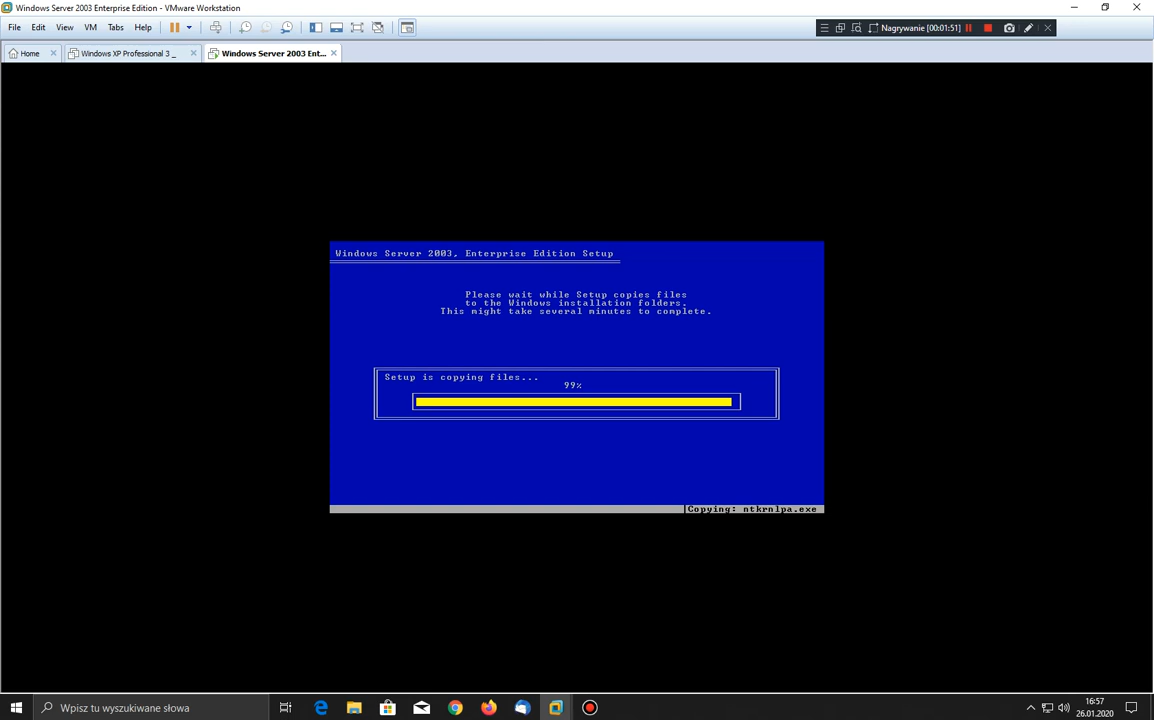 Windows Server 2003 Enterprise Edition - VMware Workstation
File Edit View VM Tabs Help
Nagrywanie [00:01:51]
Home
Windows XP Professional 3 _
Windows Server 2003 Ent...
Windows Server 2003, Enterprise Edition Setup
Please wait while Setup copies files
to the Windows installation folders.
This might take several minutes to complete.
Setup is copying files...
99%
Copying: ntkrnlpa.exe
Wpisz tu wyszukiwane słowa
16:57
26.01.2020